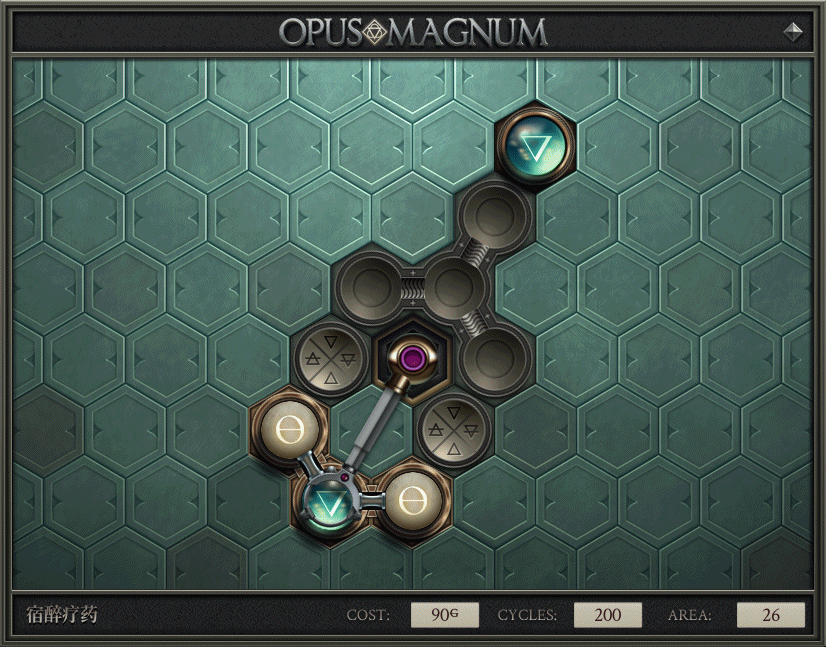 OPUS MAGNUM
宿醉疗药
COST: 90G
CYCLES: 200
AREA: 26